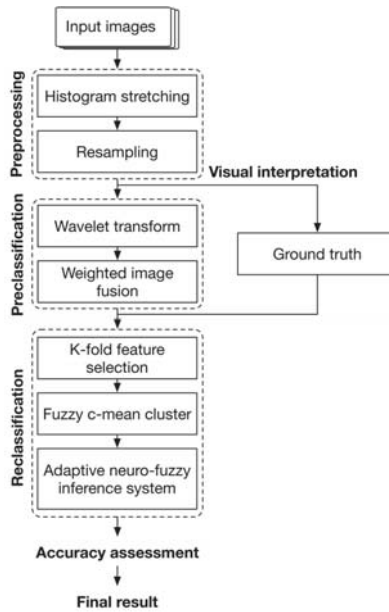 Input images
Preprocessing
Histogram stretching
Resampling
Visual interpretation
Preclassification
Wavelet transform
Weighted image
fusion
Ground truth
Reclassification
K-fold feature
selection
Fuzzy c-mean cluster
Adaptive neuro-fuzzy
inference system
Accuracy assessment
Final result